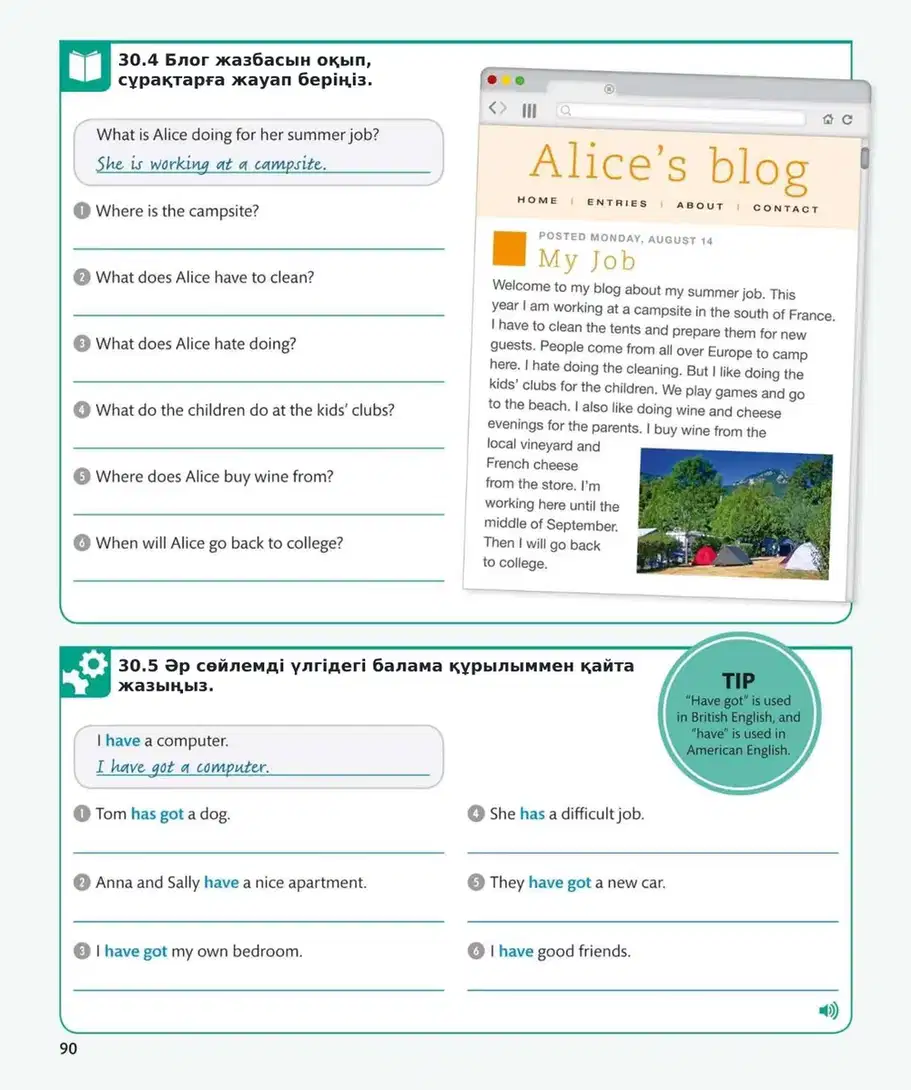 30.4 Блог жазбасын оқып,
сұрақтарға жауап беріңіз.
What is Alice doing for her summer job?
She is working at a campsite.
1 Where is the campsite?
2 What does Alice have to clean?
3 What does Alice hate doing?
4 What do the children do at the kids' clubs?
5 Where does Alice buy wine from?
6 When will Alice go back to college?
Alice's blog
HOME | ENTRIES | ABOUT | CONTACT
POSTED MONDAY, AUGUST 14
My Job
Welcome to my blog about my summer job. This
year I am working at a campsite in the south of France.
I have to clean the tents and prepare them for new
guests. People come from all over Europe to camp
here. I hate doing the cleaning. But I like doing the
kids' clubs for the children. We play games and go
to the beach. I also like doing wine and cheese
evenings for the parents. I buy wine from the
local vineyard and
French cheese
from the store. I'm
working here until the
middle of September.
Then I will go back
to college.
30.5 Әр сөйлемді үлгідегі балама құрылыммен қайта
жазыңыз.
TIP
"Have got" is used
in British English, and
"have" is used in
American English.
I have a computer.
I have got a computer.
1 Tom has got a dog.
2 Anna and Sally have a nice apartment.
3 I have got my own bedroom.
4 She has a difficult job.
5 They have got a new car.
6 I have good friends.
90